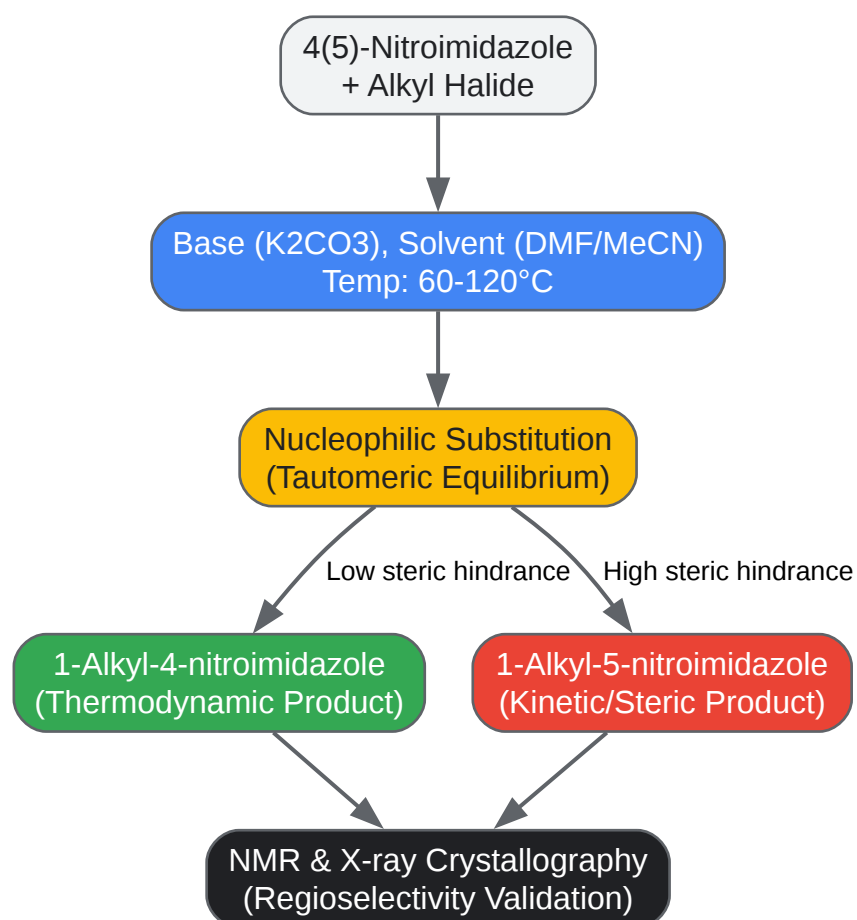 4(5)-Nitroimidazole
+ Alkyl Halide
Base (K2CO3), Solvent (DMF/MeCN)
Temp: 60-120°C
Nucleophilic Substitution
(Tautomeric Equilibrium)
Low steric hindrance
High steric hindrance
1-Alkyl-4-nitroimidazole
(Thermodynamic Product)
1-Alkyl-5-nitroimidazole
(Kinetic/Steric Product)
NMR & X-ray Crystallography
(Regioselectivity Validation)